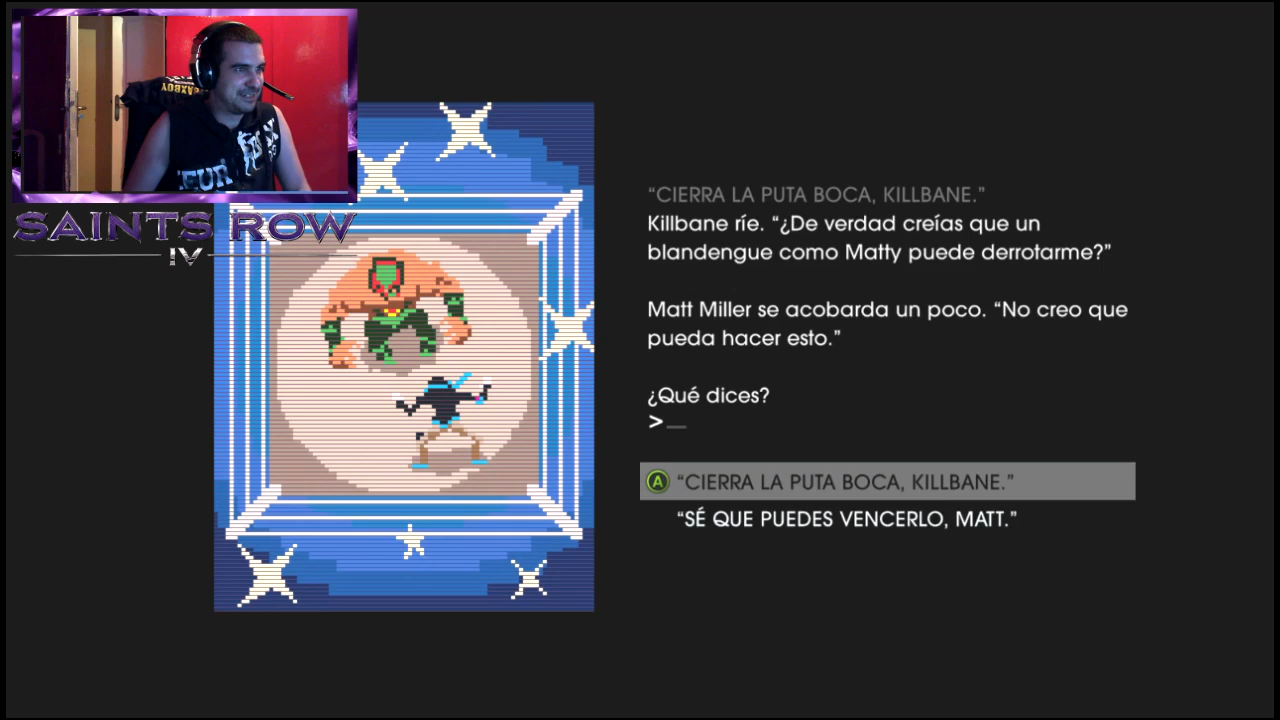 SAINTS ROW
IV
“CIERRA LA PUTA BOCA, KILLBANE.”
Killbane ríe. “¿De verdad creías que un
blandengue como Matty puede derrotarme?”
Matt Miller se acobarda un poco. “No creo que
pueda hacer esto.”
¿Qué dices?
>_
A “CIERRA LA PUTA BOCA, KILLBANE.”
“SÉ QUE PUEDES VENCERLO, MATT.”